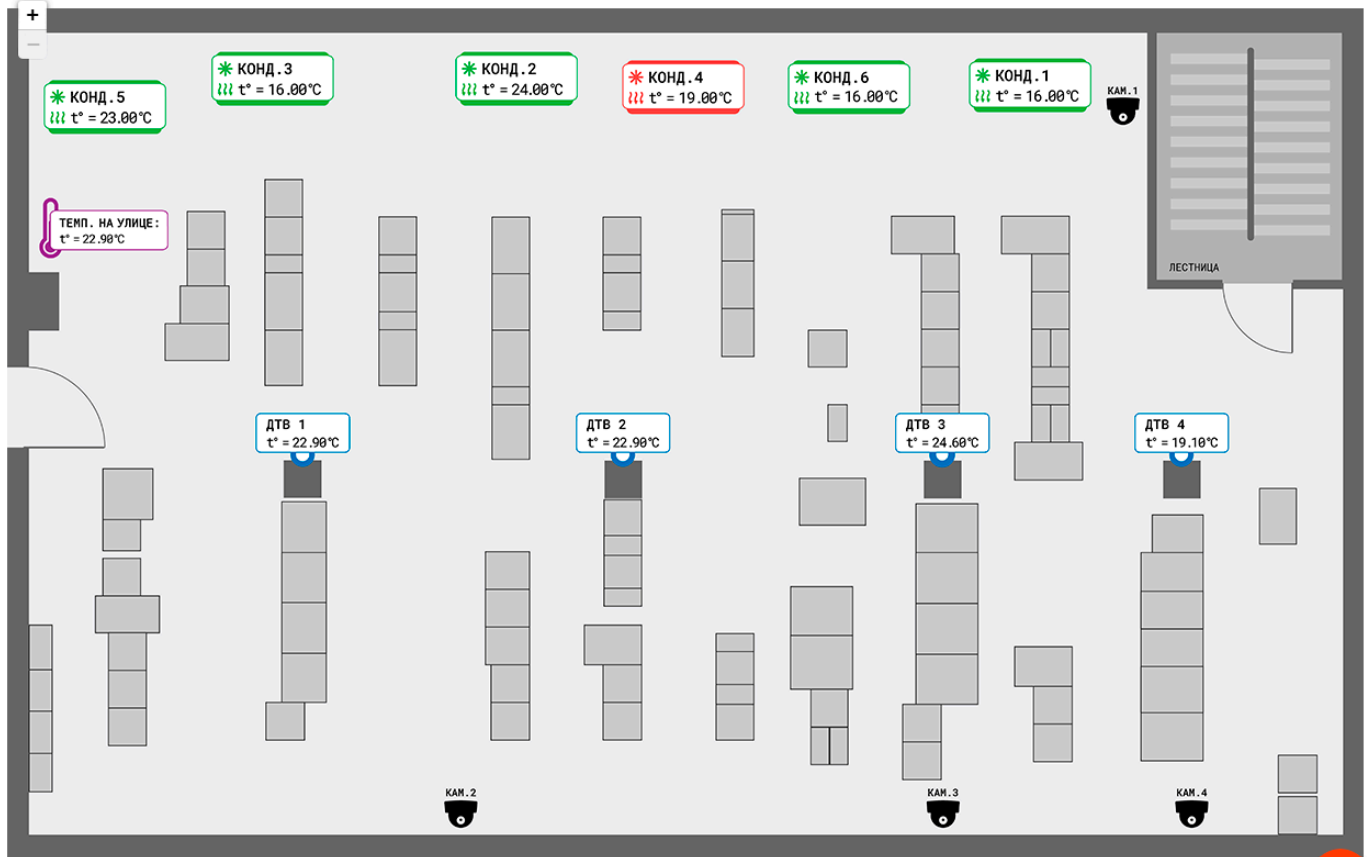 +
−
КОНД.5
t° = 23.00°C
КОНД.3
t° = 16.00°C
КОНД.2
t° = 24.00°C
КОНД.4
t° = 19.00°C
КОНД.6
t° = 16.00°C
КОНД.1
t° = 16.00°C
КАМ.1
ТЕМП. НА УЛИЦЕ:
t° = 22.90°C
ЛЕСТНИЦА
ДТВ 1
t° = 22.90°C
ДТВ 2
t° = 22.90°C
ДТВ 3
t° = 24.60°C
ДТВ 4
t° = 19.10°C
КАМ.2
КАМ.3
КАМ.4